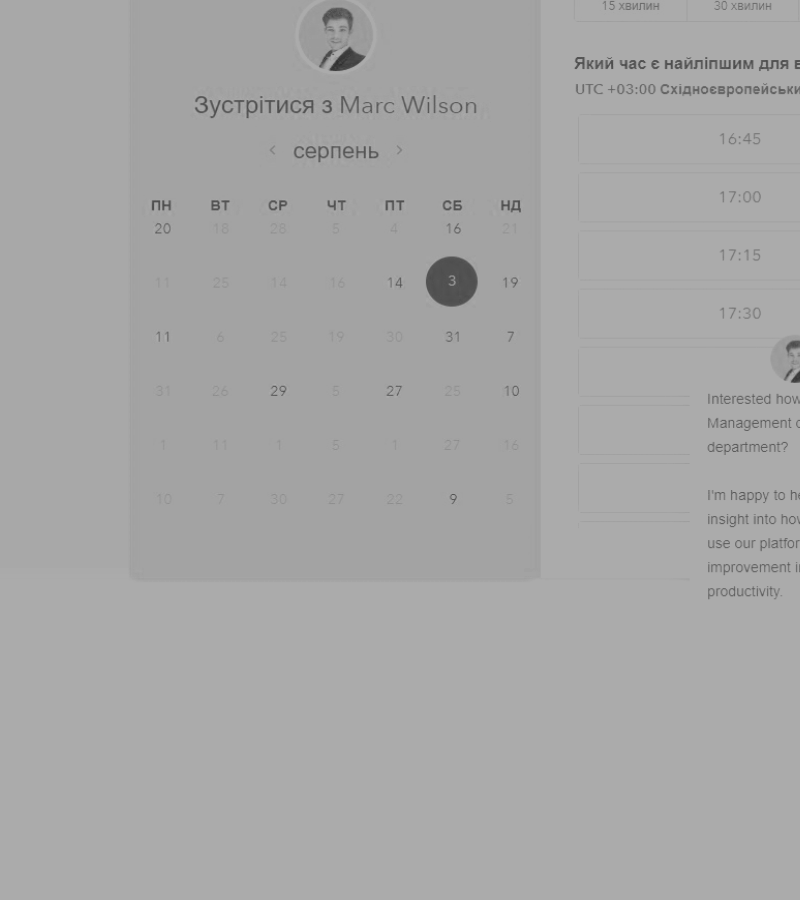 15 хвилин 30 хвилин
Зустрітися з Marc Wilson
серпень
ПН ВТ СР ЧТ ПТ СБ НД
20 18 28 5 4 16 21
11 25 14 16 14 3 19
11 6 25 19 30 31 7
31 26 29 5 27 25 10
1 11 1 5 1 27 16
10 7 30 27 22 9 5
Який час є найліпшим для в
UTC +03:00 Східноєвропейськи
16:45
17:00
17:15
17:30
Interested how
Management
department?
I'm happy to he
insight into how
use our platfor
improvement i
productivity.